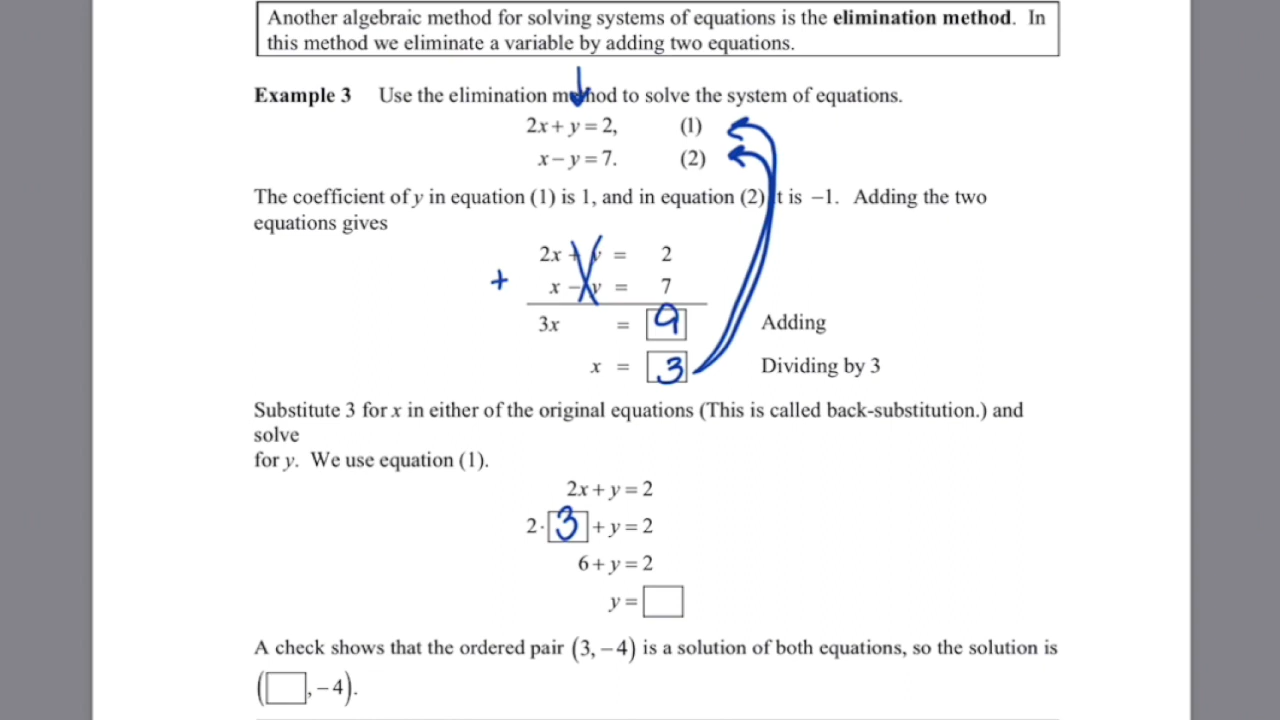 Another algebraic method for solving systems of equations is the elimination method. In
this method we eliminate a variable by adding two equations.
Example 3 Use the elimination method to solve the system of equations.
2x + y = 2, (1)
x − y = 7. (2)
The coefficient of y in equation (1) is 1, and in equation (2) it is −1. Adding the two
equations gives
2x + y = 2
+ x − y = 7
3x = 9 Adding
x = 3 Dividing by 3
Substitute 3 for x in either of the original equations (This is called back-substitution.) and
solve
for y. We use equation (1).
2x + y = 2
2·3 + y = 2
6 + y = 2
y =
A check shows that the ordered pair (3, −4) is a solution of both equations, so the solution is
( , −4).